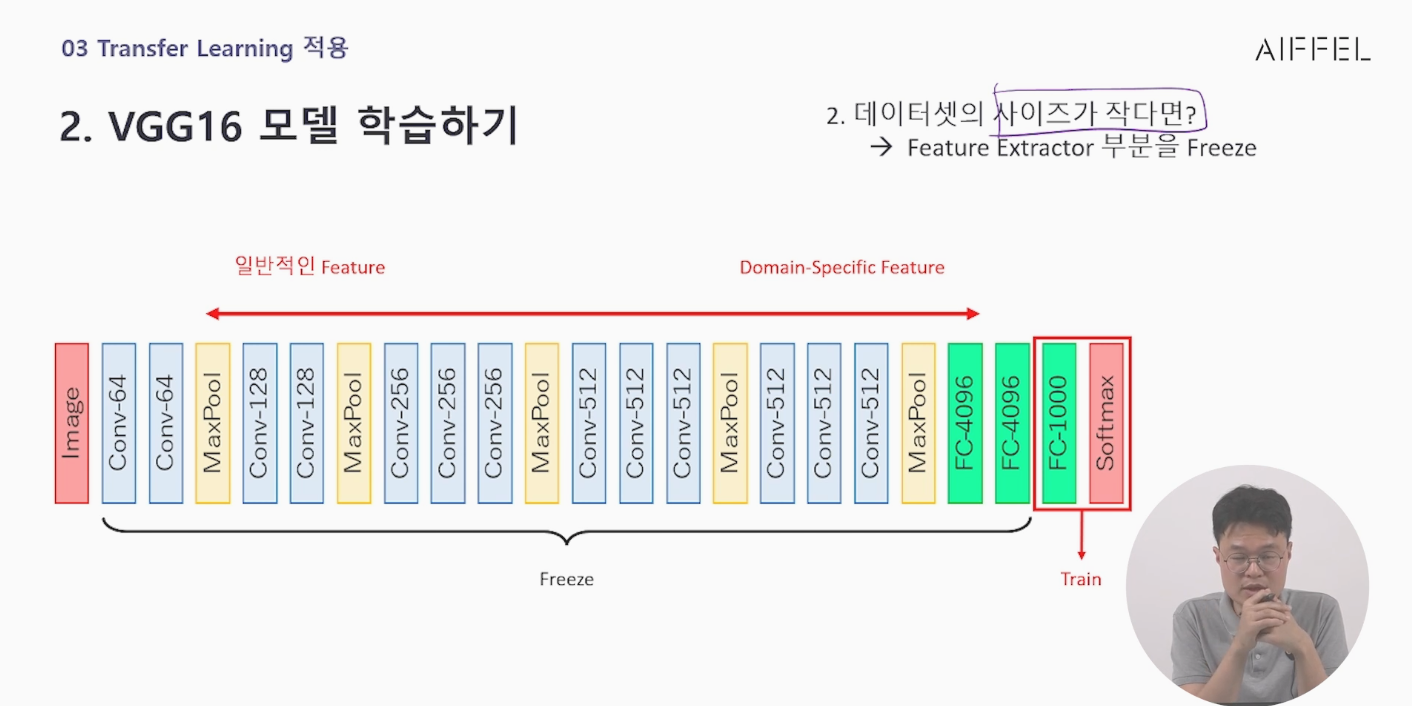 03 Transfer Learning 적용
AIFFEL
2. VGG16 모델 학습하기
2. 데이터셋의 사이즈가 작다면?
→ Feature Extractor 부분을 Freeze
일반적인 Feature
Domain-Specific Feature
Image
Conv-64
Conv-64
MaxPool
Conv-128
Conv-128
MaxPool
Conv-256
Conv-256
Conv-256
MaxPool
Conv-512
Conv-512
Conv-512
MaxPool
Conv-512
Conv-512
Conv-512
MaxPool
FC-4096
FC-4096
FC-1000
Softmax
Freeze
Train